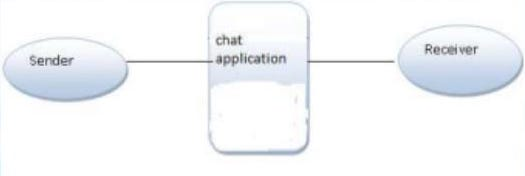 Sender
chat
application
Receiver